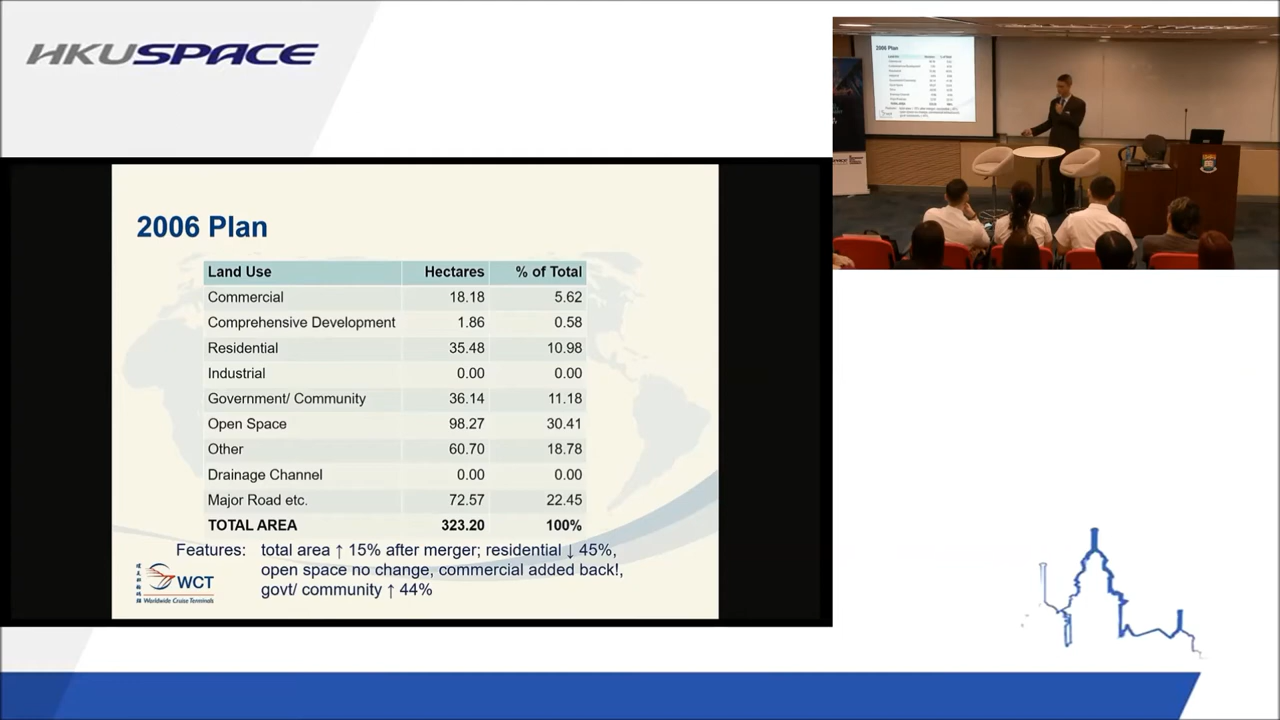 HKUSPACE
2006 Plan
Land Use Hectares % of Total
Commercial 18.18 5.62
Comprehensive Development 1.86 0.58
Residential 35.48 10.98
Industrial 0.00 0.00
Government/ Community 36.14 11.18
Open Space 98.27 30.41
Other 60.70 18.78
Drainage Channel 0.00 0.00
Major Road etc. 72.57 22.45
TOTAL AREA 323.20 100%
Features: total area ↑ 15% after merger; residential ↓ 45%,
open space no change, commercial added back!,
govt/ community ↑ 44%
WCT
Worldwide Cruise Terminals
2006 Plan